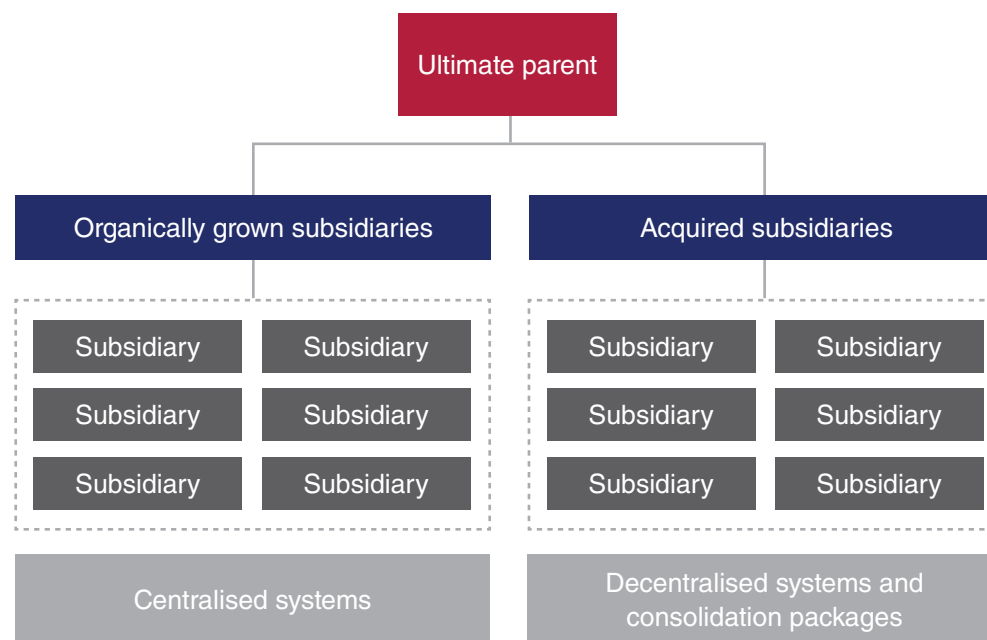 Ultimate parent
Organically grown subsidiaries
Acquired subsidiaries
Subsidiary
Subsidiary
Subsidiary
Subsidiary
Subsidiary
Subsidiary
Subsidiary
Subsidiary
Subsidiary
Subsidiary
Subsidiary
Subsidiary
Centralised systems
Decentralised systems and
consolidation packages